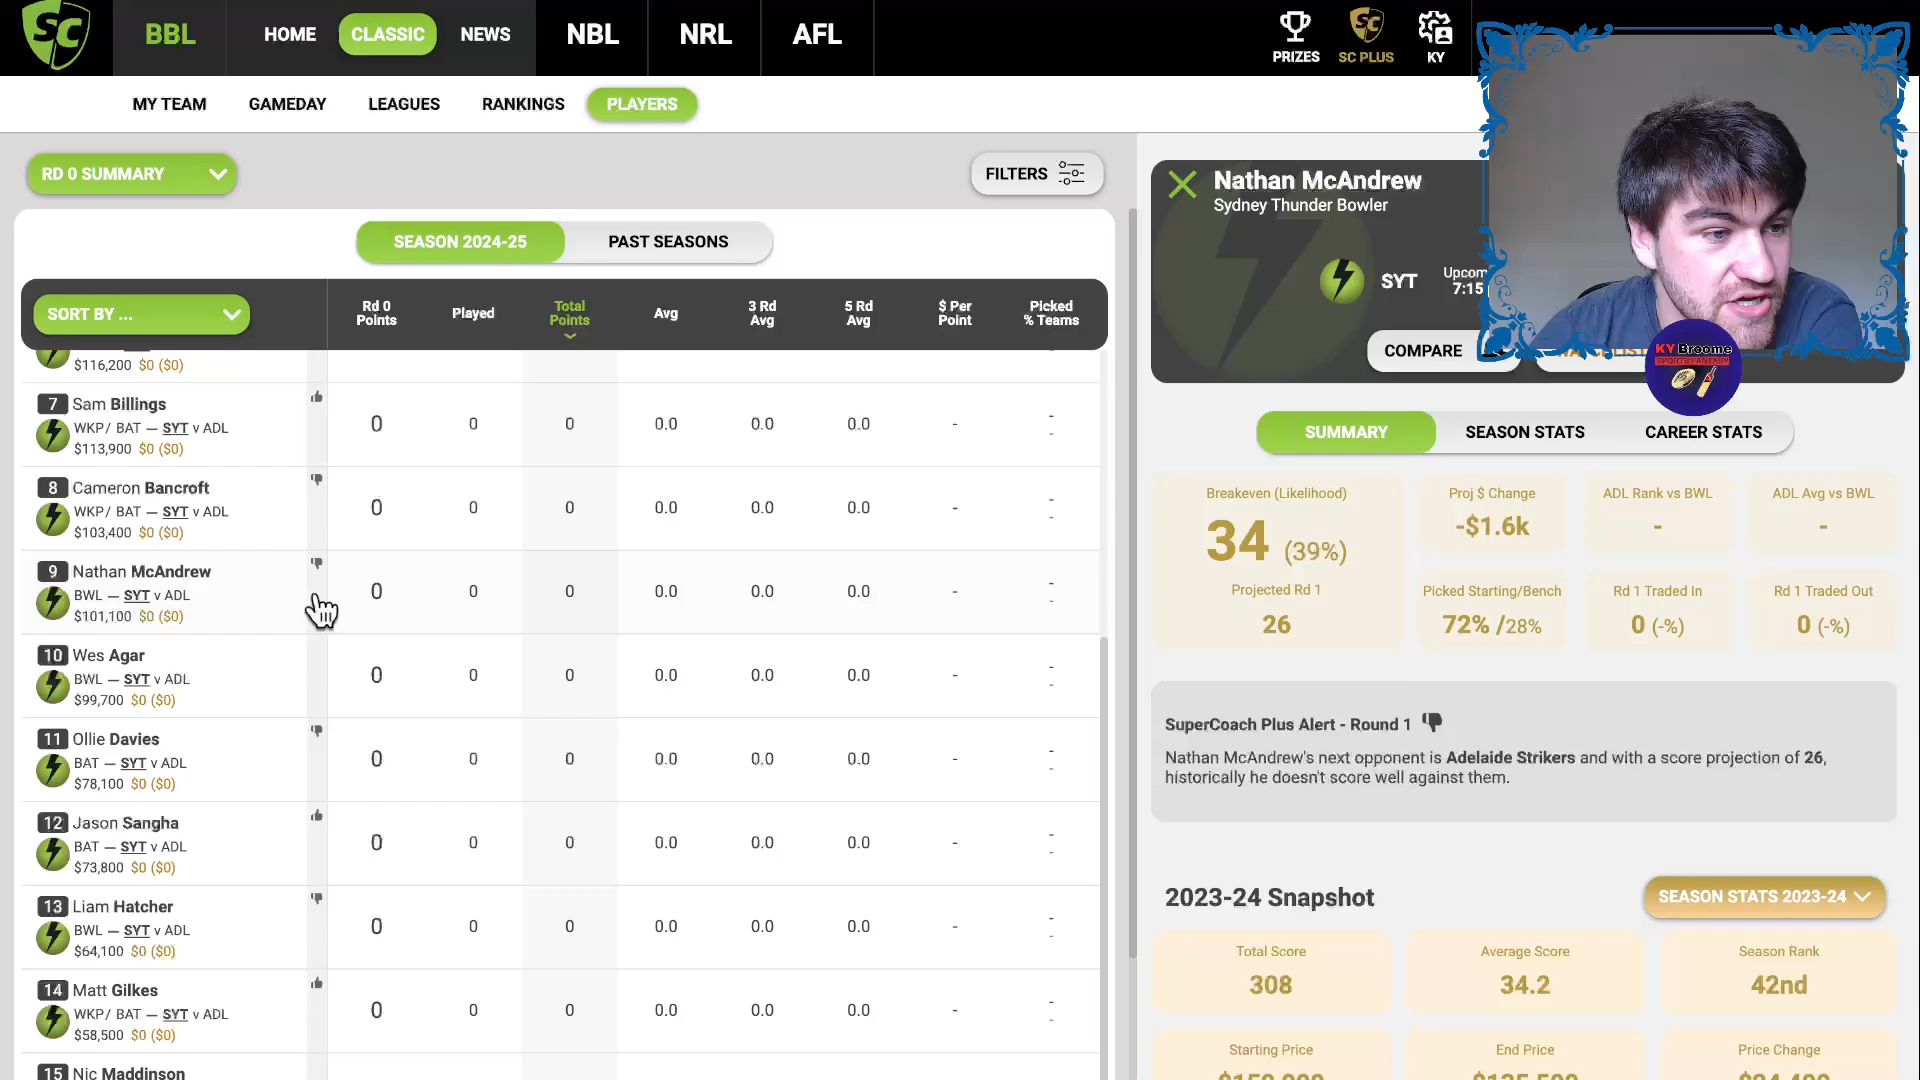 SC
BBL
HOME
CLASSIC
NEWS
NBL
NRL
AFL
PRIZES
SC
SC PLUS
KY
MY TEAM
GAMEDAY
LEAGUES
RANKINGS
PLAYERS
RD 0 SUMMARY
FILTERS
SEASON 2024-25
PAST SEASONS
SORT BY ...
Rd 0
Points
Played
Total
Points
Avg
3 Rd
Avg
5 Rd
Avg
$ Per
Point
Picked
% Teams
$116,200 $0 ($0)
7 Sam Billings
WKP/ BAT — SYT v ADL
$113,900 $0 ($0)
0 0 0 0.0 0.0 0.0 - - -
8 Cameron Bancroft
WKP/ BAT — SYT v ADL
$103,400 $0 ($0)
0 0 0 0.0 0.0 0.0 - - -
9 Nathan McAndrew
BWL — SYT v ADL
$101,100 $0 ($0)
0 0 0 0.0 0.0 0.0 - - -
10 Wes Agar
BWL — SYT v ADL
$99,700 $0 ($0)
0 0 0 0.0 0.0 0.0 - - -
11 Ollie Davies
BAT — SYT v ADL
$78,100 $0 ($0)
0 0 0 0.0 0.0 0.0 - - -
12 Jason Sangha
BAT — SYT v ADL
$73,800 $0 ($0)
0 0 0 0.0 0.0 0.0 - - -
13 Liam Hatcher
BWL — SYT v ADL
$64,100 $0 ($0)
0 0 0 0.0 0.0 0.0 - - -
14 Matt Gilkes
WKP/ BAT — SYT v ADL
$58,500 $0 ($0)
0 0 0 0.0 0.0 0.0 - - -
15 Nic Maddinson
Nathan McAndrew
Sydney Thunder Bowler
SYT
Upcom
7:15
COMPARE
KY Broome
SPORTS FANTASY
SUMMARY
SEASON STATS
CAREER STATS
Breakeven (Likelihood)
34 (39%)
Projected Rd 1
26
Proj $ Change
-$1.6k
ADL Rank vs BWL
-
ADL Avg vs BWL
-
Picked Starting/Bench
72% /28%
Rd 1 Traded In
0 (-%)
Rd 1 Traded Out
0 (-%)
SuperCoach Plus Alert - Round 1
Nathan McAndrew's next opponent is Adelaide Strikers and with a score projection of 26,
historically he doesn't score well against them.
2023-24 Snapshot
SEASON STATS 2023-24
Total Score
308
Average Score
34.2
Season Rank
42nd
Starting Price
End Price
Price Change